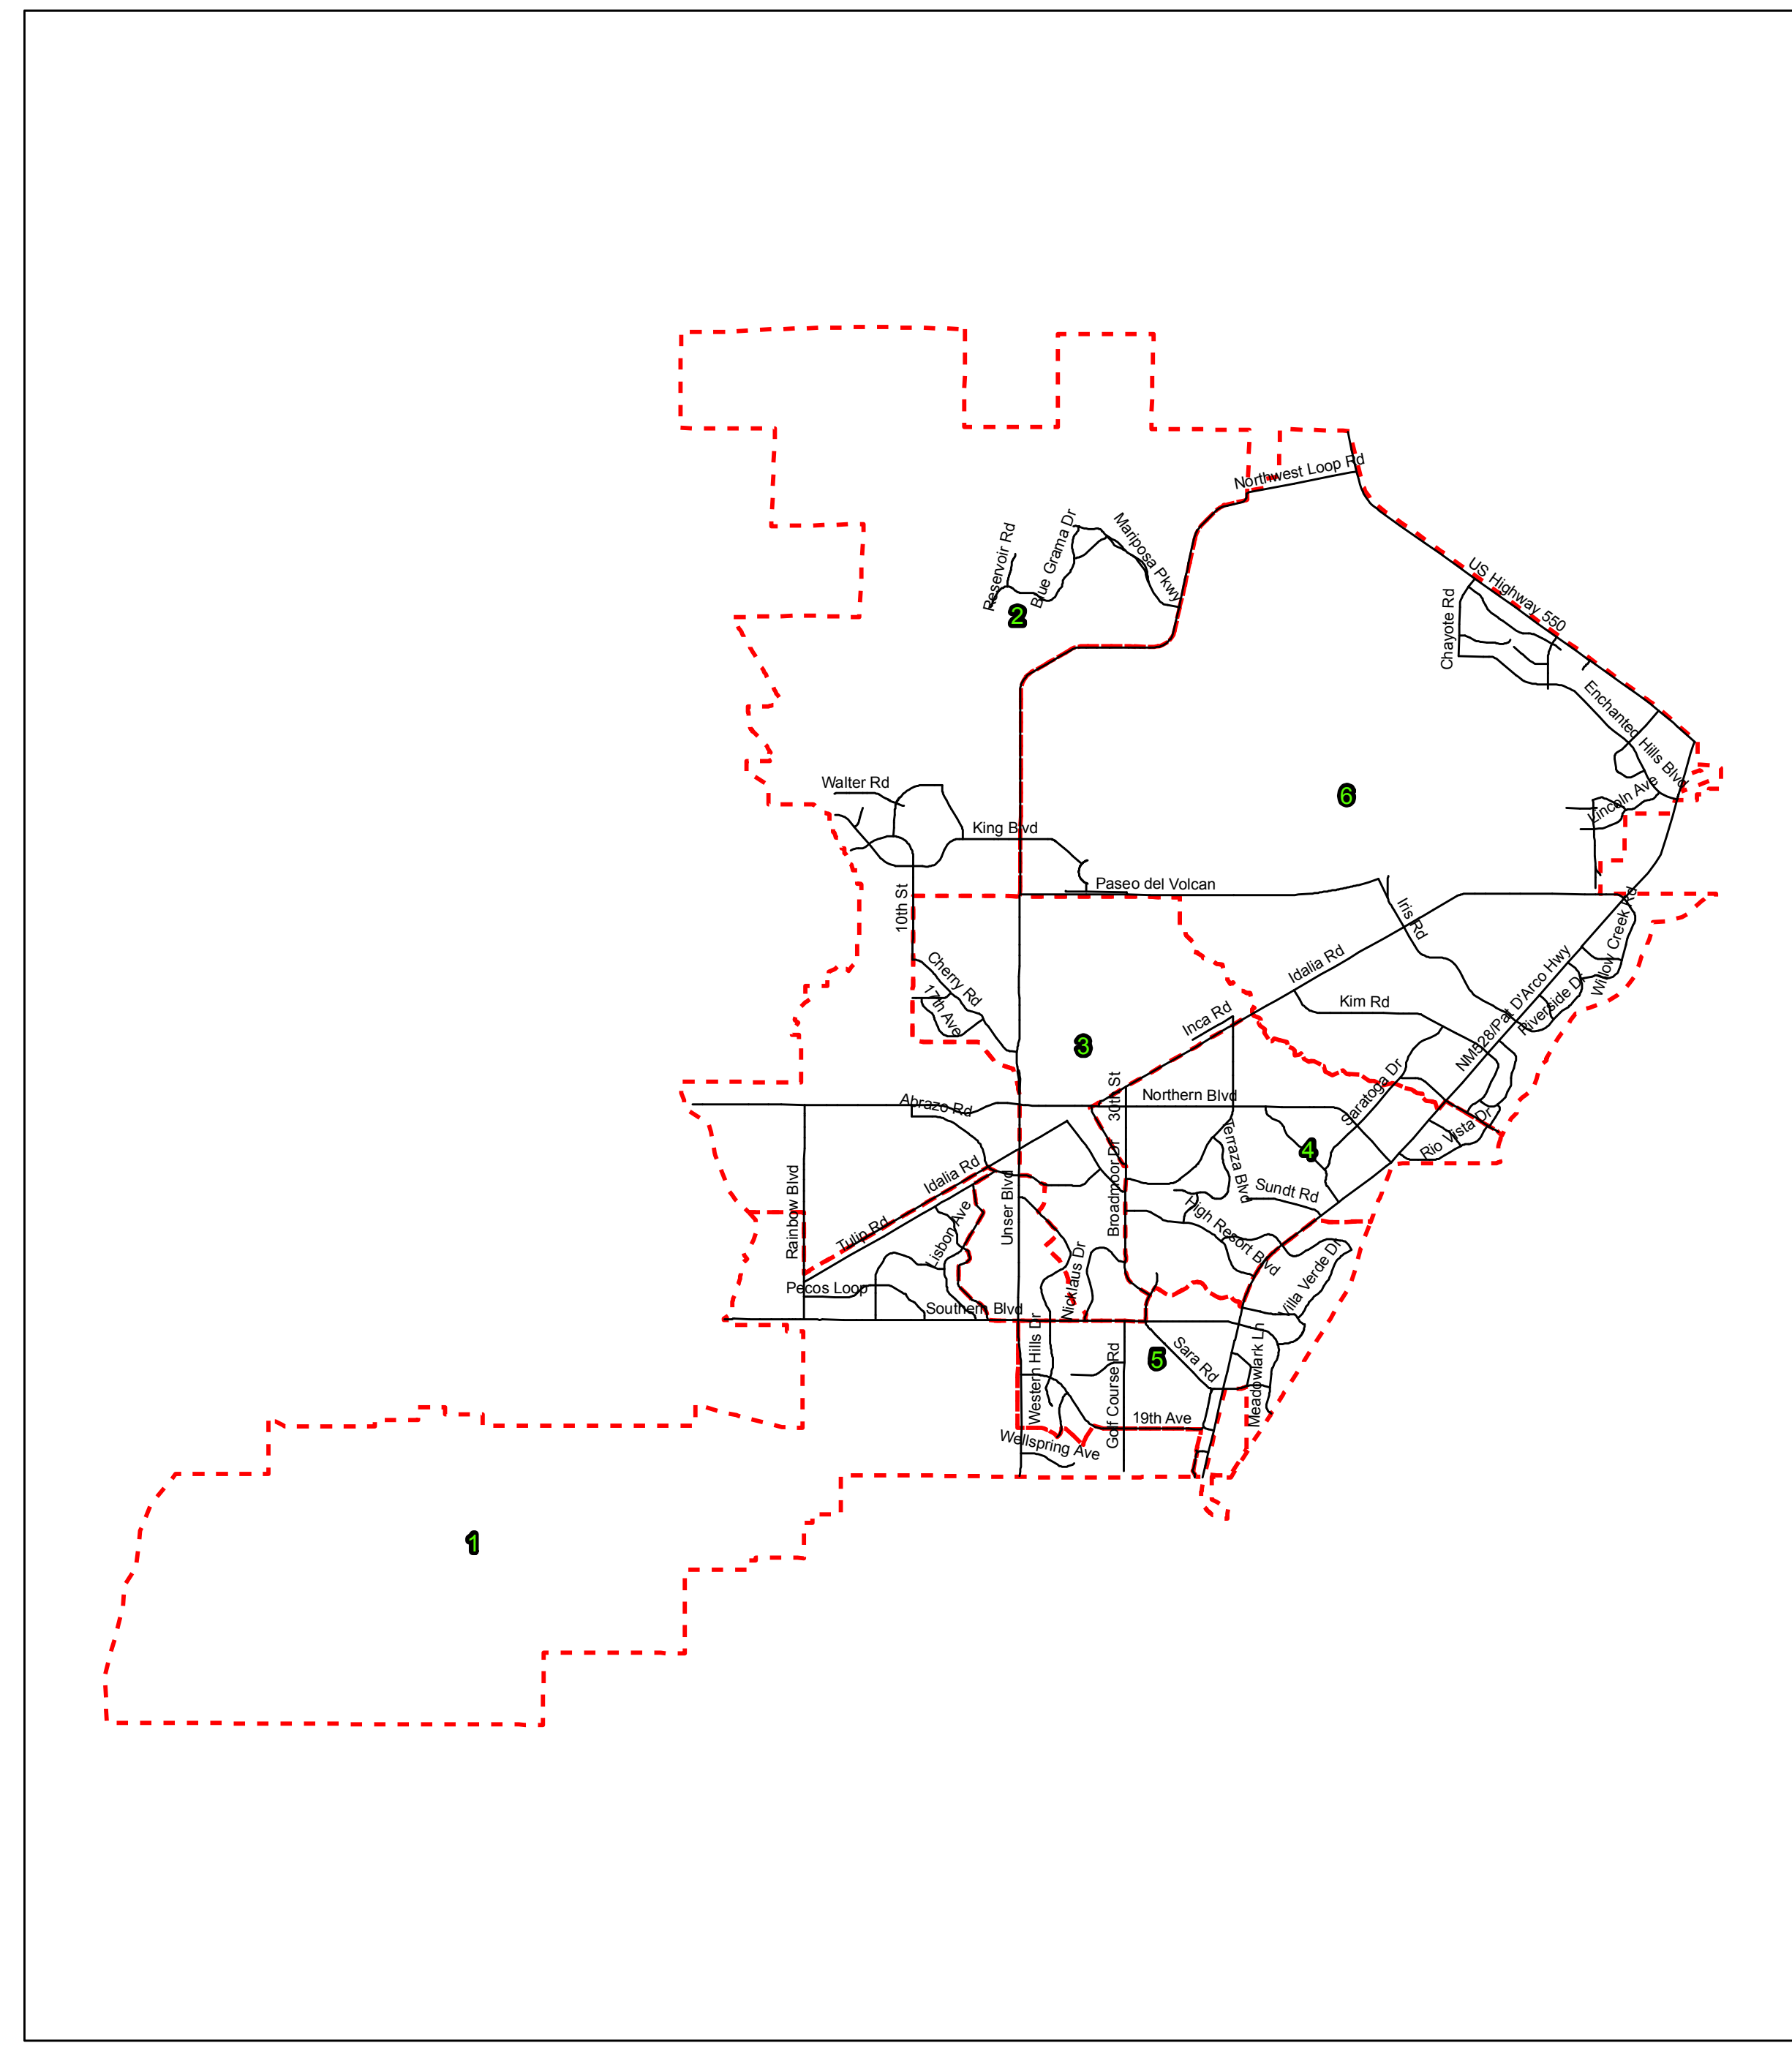 Northwest Loop Rd
Reservoir Rd
Blue Grama Dr
Mariposa Pkwy
US Highway 550
2
Chayote Rd
Enchanted Hills Blvd
6
Walter Rd
Lincoln Ave
King Blvd
Paseo del Volcan
10th St
Iris Rd
Willow Creek Rd
Cherry Rd
Idalia Rd
17th Ave
Kim Rd
NM528/Pat D'Arco Hwy
Riverside Dr
Inca Rd
3
30th St
Northern Blvd
Abrazo Rd
Saratoga Dr
4
Rio Vista Dr
Terraza Blvd
Broadmoor Dr
Sundt Rd
Idalia Rd
Rainbow Blvd
Unser Blvd
Tulip Rd
Lisbon Ave
High Resort Blvd
Nicklaus Dr
Villa Verde Dr
Pecos Loop
Southern Blvd
Western Hills Dr
5
Sara Rd
Meadowlark Ln
Golf Course Rd
19th Ave
Wellspring Ave
1